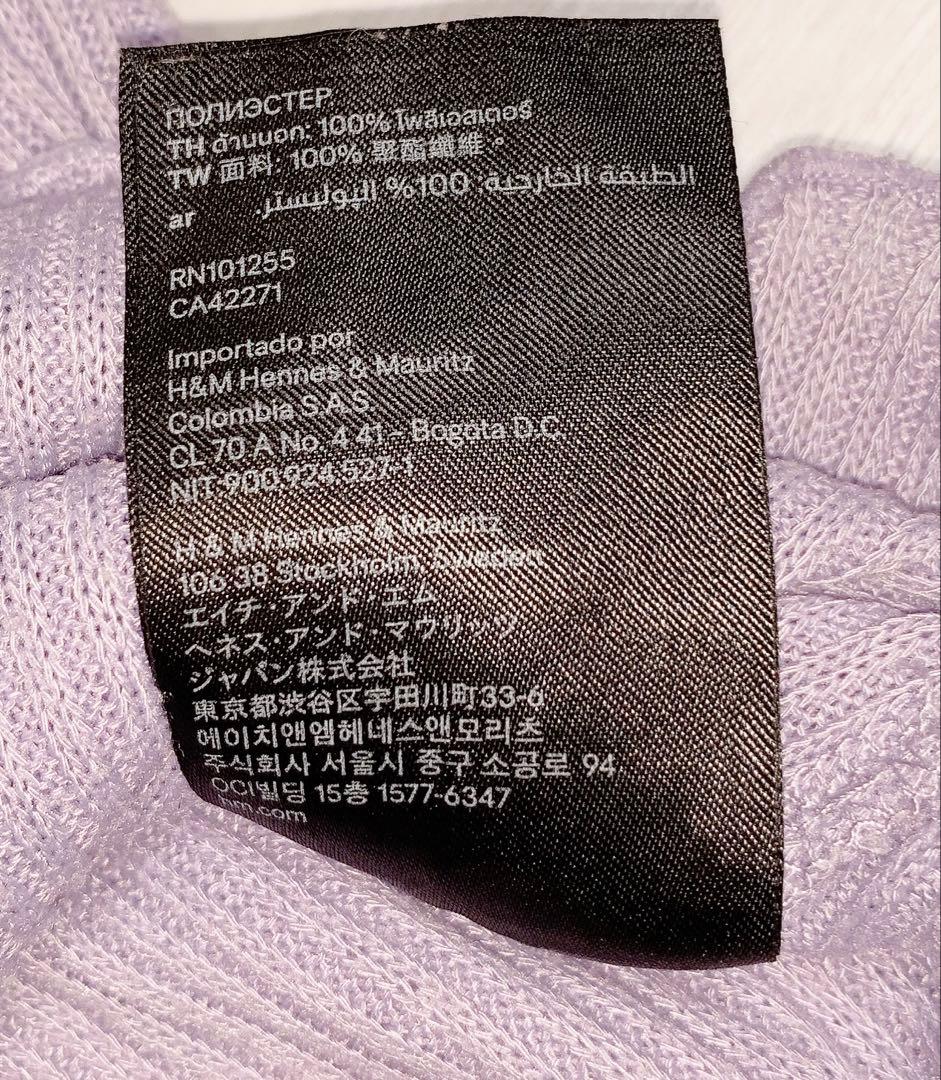 ПОЛИЭСТЕР
TH ด้านนอก: 100% โพลิเอสเตอร์
TW 面料: 100% 聚酯纖維。
الطبقة الخارجية: 100% البوليستر.
ar
RN101255
CA42271
Importado por
H&M Hennes & Mauritz
Colombia S.A.S.
CL 70 A No. 4 41 – Bogota D.C.
NIT 900.924.527-1
H & M Hennes & Mauritz
106 38 Stockholm, Sweden
エイチ・アンド・エム
ヘネス・アンド・マウリッツ
ジャパン株式会社
東京都渋谷区宇田川町33-6
에이치앤엠헤네스앤모리츠
주식회사 서울시 중구 소공로 94
OCI빌딩 15층 1577-6347
hm.com